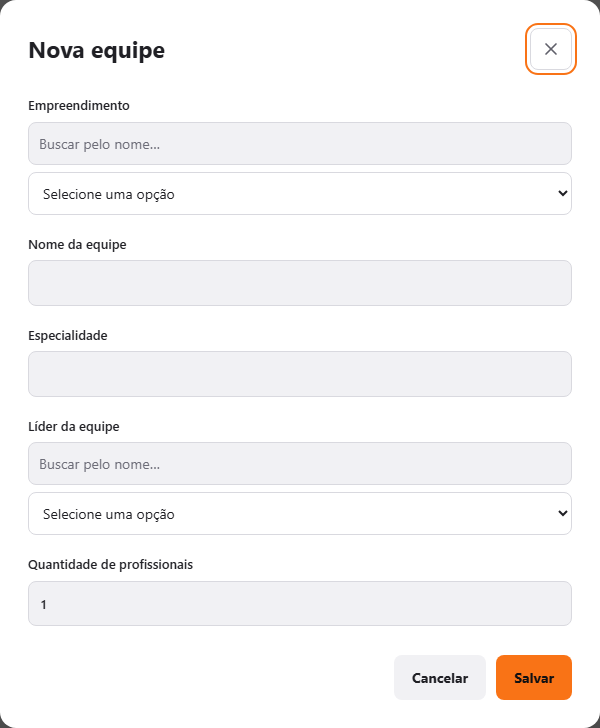 Nova equipe
Empreendimento
Buscar pelo nome...
Selecione uma opção
Nome da equipe
Especialidade
Líder da equipe
Buscar pelo nome...
Selecione uma opção
Quantidade de profissionais
1
Cancelar
Salvar